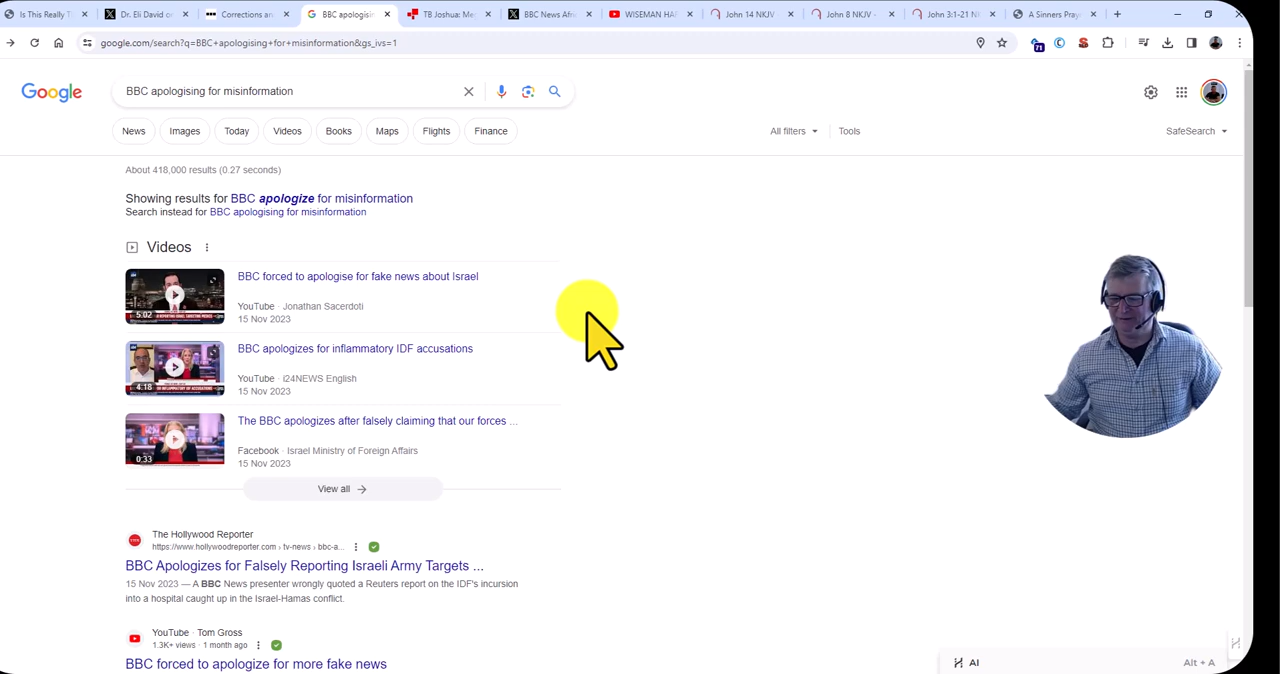 Is This Really Th
Dr. Eli David on
Corrections an
BBC apologisin
TB Joshua: Me
BBC News Afr
WISEMAN HA
John 14 NKJV
John 8 NKJV -
John 3:1-21 N
A Sinners Pray
google.com/search?q=BBC+apologising+for+misinformation&gs_ivs=1
71
Google
BBC apologising for misinformation
News Images Today Videos Books Maps Flights Finance
All filters Tools
SafeSearch
About 418,000 results (0.27 seconds)
Showing results for BBC apologize for misinformation
Search instead for BBC apologising for misinformation
Videos
BBC forced to apologise for fake news about Israel
5:02
YouTube · Jonathan Sacerdoti
15 Nov 2023
BBC apologizes for inflammatory IDF accusations
4:18
YouTube · i24NEWS English
15 Nov 2023
The BBC apologizes after falsely claiming that our forces ...
0:33
Facebook · Israel Ministry of Foreign Affairs
15 Nov 2023
View all
The Hollywood Reporter
https://www.hollywoodreporter.com › tv-news › bbc-a...
BBC Apologizes for Falsely Reporting Israeli Army Targets ...
15 Nov 2023 — A BBC News presenter wrongly quoted a Reuters report on the IDF's incursion
into a hospital caught up in the Israel-Hamas conflict.
YouTube · Tom Gross
1.3K+ views · 1 month ago
BBC forced to apologize for more fake news
AI Alt + A